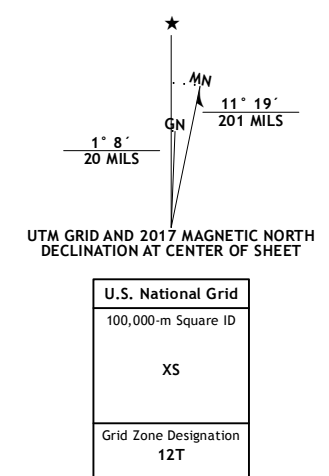 ★
MN
GN
11° 19´
201 MILS
1° 8´
20 MILS
UTM GRID AND 2017 MAGNETIC NORTH
DECLINATION AT CENTER OF SHEET
U.S. National Grid
100,000-m Square ID
XS
Grid Zone Designation
12T